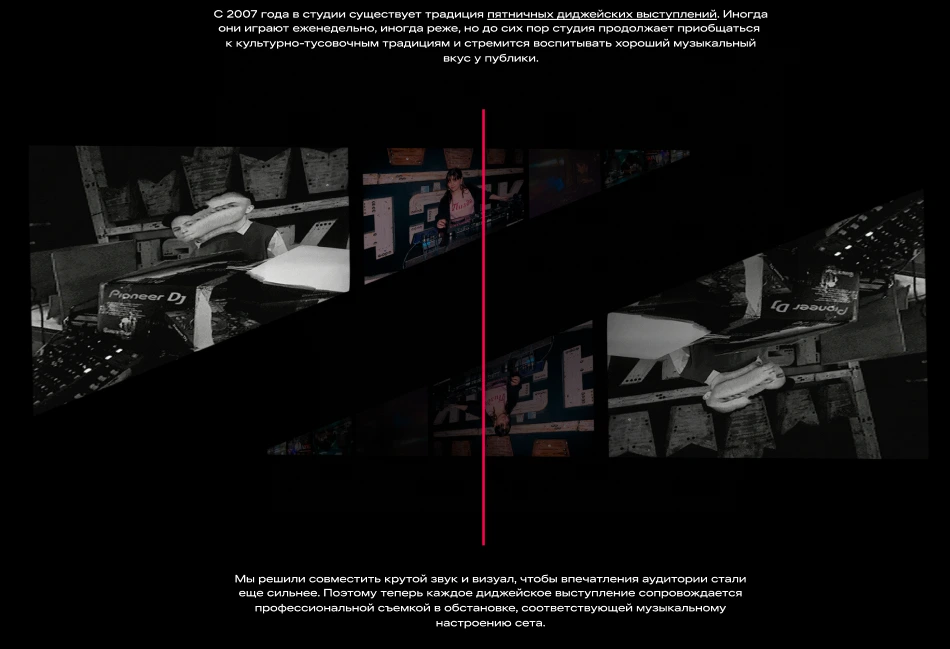 С 2007 года в студии существует традиция пятничных диджейских выступлений. Иногда
они играют еженедельно, иногда реже, но до сих пор студия продолжает приобщаться
к культурно-тусовочным традициям и стремится воспитывать хороший музыкальный
вкус у публики.
Pioneer DJ
Pioneer DJ
Мы решили совместить крутой звук и визуал, чтобы впечатления аудитории стали
еще сильнее. Поэтому теперь каждое диджейское выступление сопровождается
профессиональной съемкой в обстановке, соответствующей музыкальному
настроению сета.